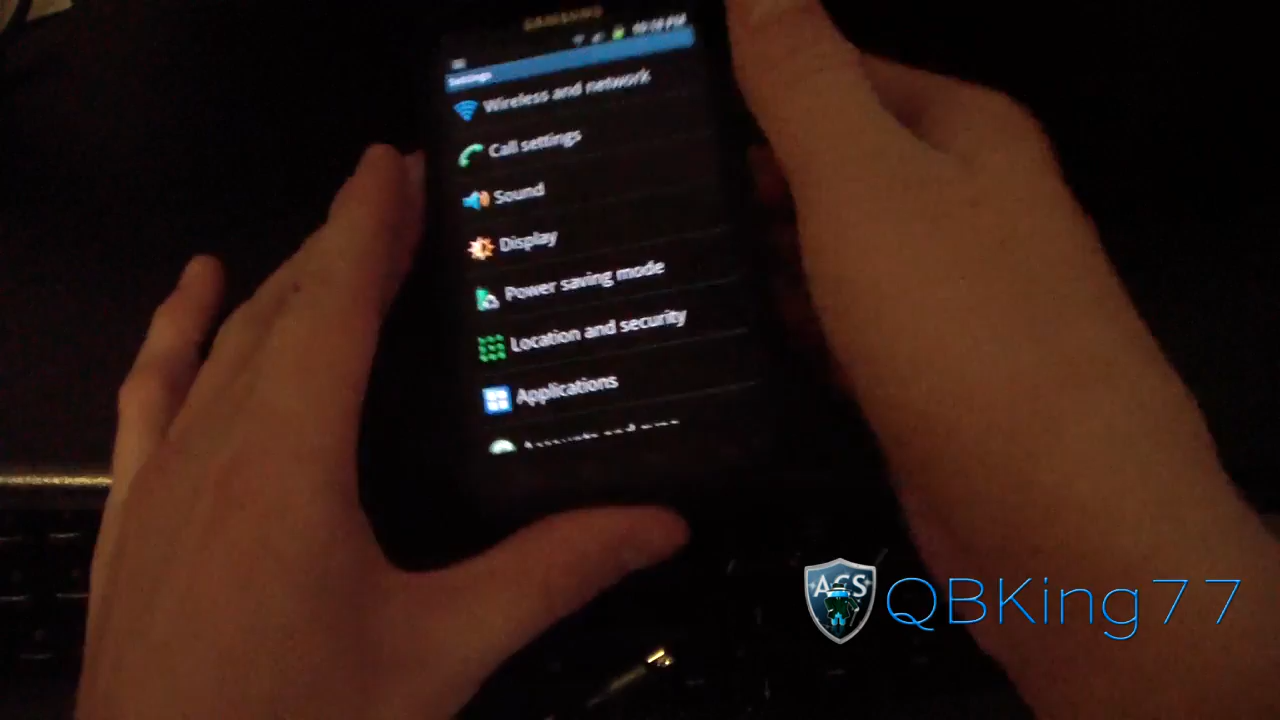 SAMSUNG
Settings
Wireless and network
Call settings
Sound
Display
Power saving mode
Location and security
Applications
ACS
QBKing77